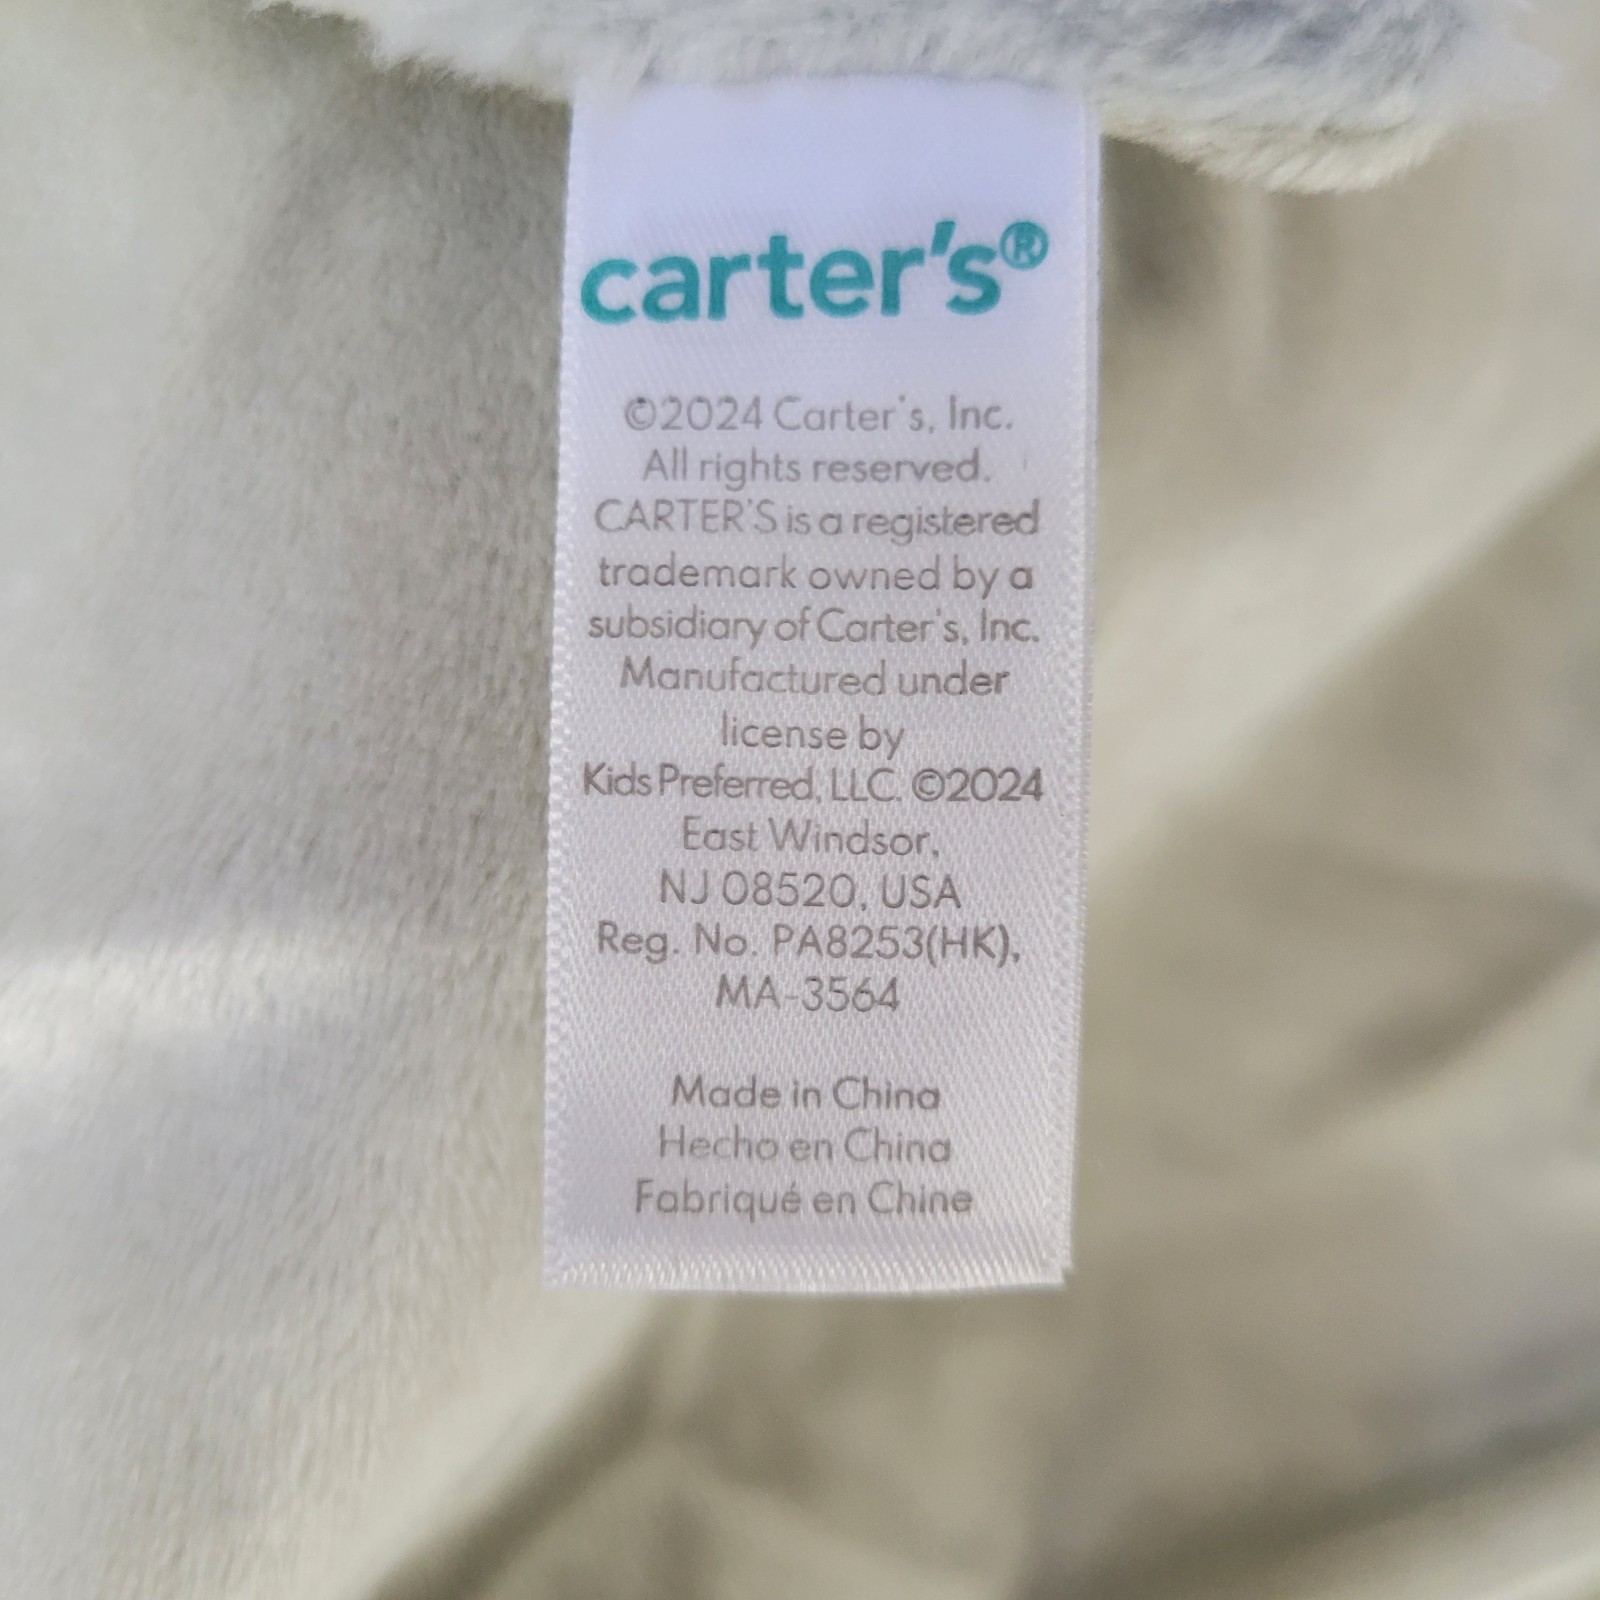 carter's®
©2024 Carter's, Inc.
All rights reserved.
CARTER'S is a registered
trademark owned by a
subsidiary of Carter's, Inc.
Manufactured under
license by
Kids Preferred, LLC. ©2024
East Windsor,
NJ 08520, USA
Reg. No. PA8253(HK),
MA-3564
Made in China
Hecho en China
Fabriqué en Chine